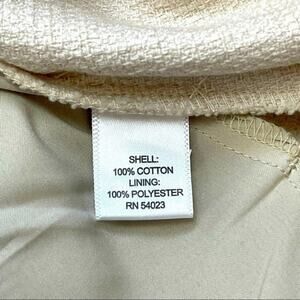 SHELL:
100% COTTON
LINING:
100% POLYESTER
RN 54023